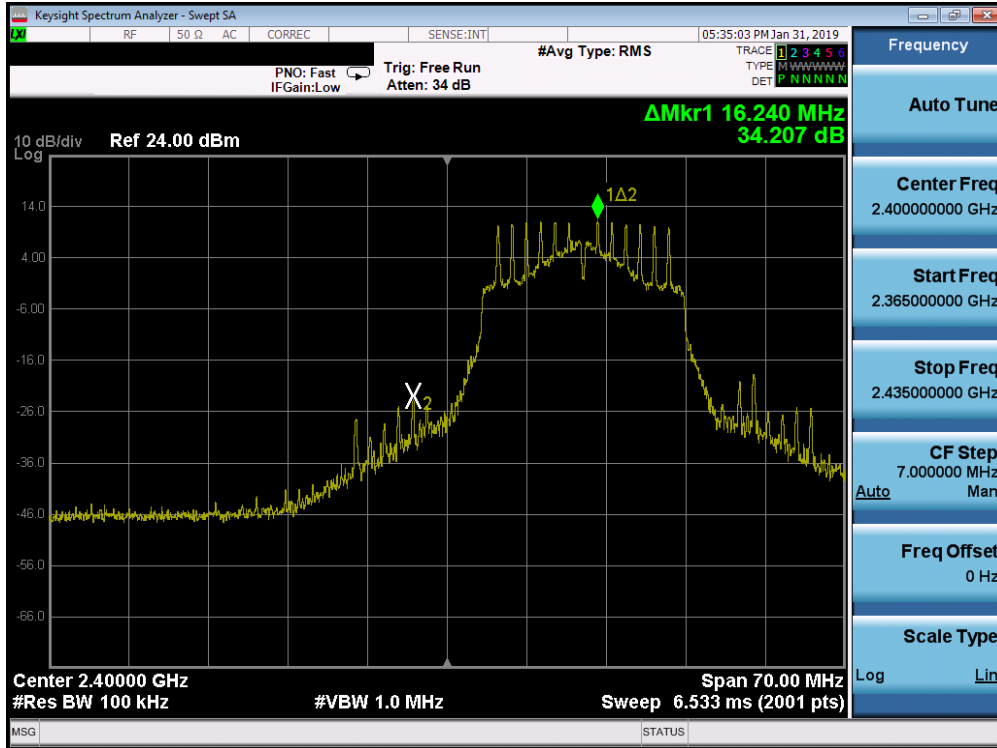 Keysight Spectrum Analyzer - Swept SA
LXI RF 50 Ω AC CORREC SENSE:INT 05:35:03 PM Jan 31, 2019
#Avg Type: RMS TRACE 1 2 3 4 5 6
PNO: Fast Trig: Free Run TYPE M WWWWW
IFGain:Low Atten: 34 dB DET P N N N N N
ΔMkr1 16.240 MHz
34.207 dB
10 dB/div Ref 24.00 dBm
Log
1Δ2
14.0
4.00
-6.00
-16.0
X2
-26.0
-36.0
-46.0
-56.0
-66.0
Center 2.40000 GHz Span 70.00 MHz
#Res BW 100 kHz #VBW 1.0 MHz Sweep 6.533 ms (2001 pts)
MSG STATUS
Frequency
Auto Tune
Center Freq
2.400000000 GHz
Start Freq
2.365000000 GHz
Stop Freq
2.435000000 GHz
CF Step
7.000000 MHz
Auto Man
Freq Offset
0 Hz
Scale Type
Log Lin